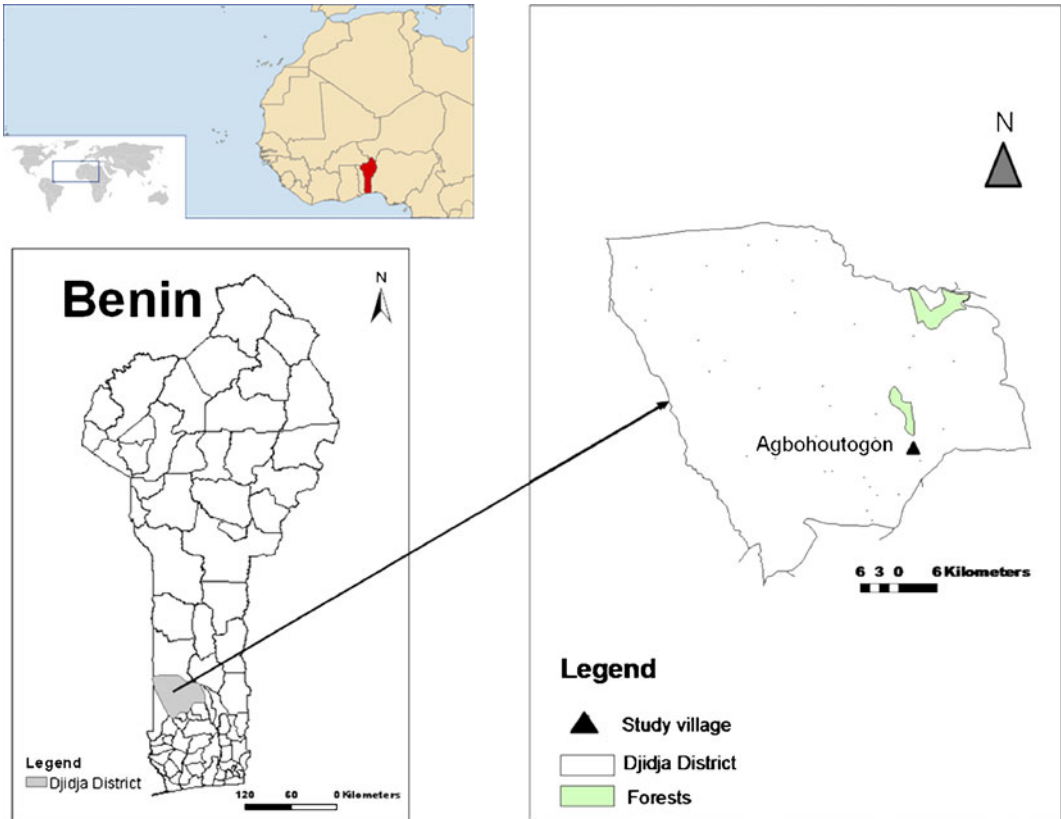 Benin
N
Legend
Djidja District
120 60 0 Kilometers
N
Agbohoutogon
6 3 0 6 Kilometers
Legend
Study village
Djidja District
Forests